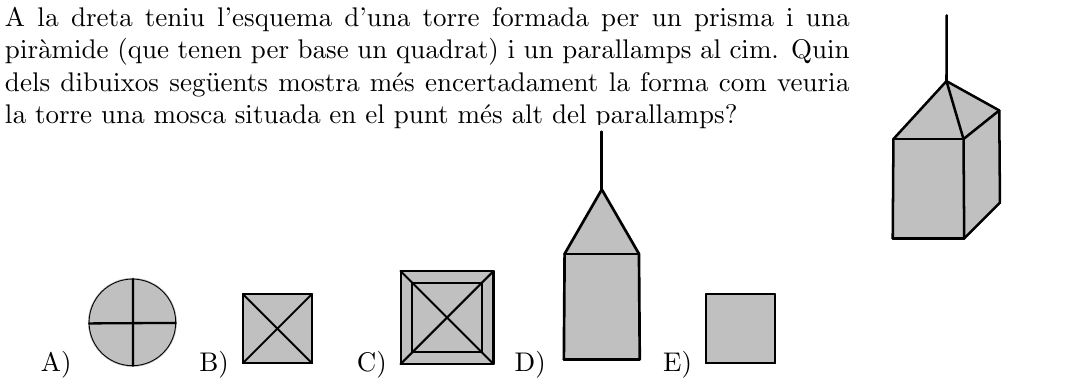 A la dreta teniu l'esquema d'una torre formada per un prisma i una
piràmide (que tenen per base un quadrat) i un parallamps al cim. Quin
dels dibuixos següents mostra més encertadament la forma com veuria
la torre una mosca situada en el punt més alt del parallamps?
A) B) C) D) E)